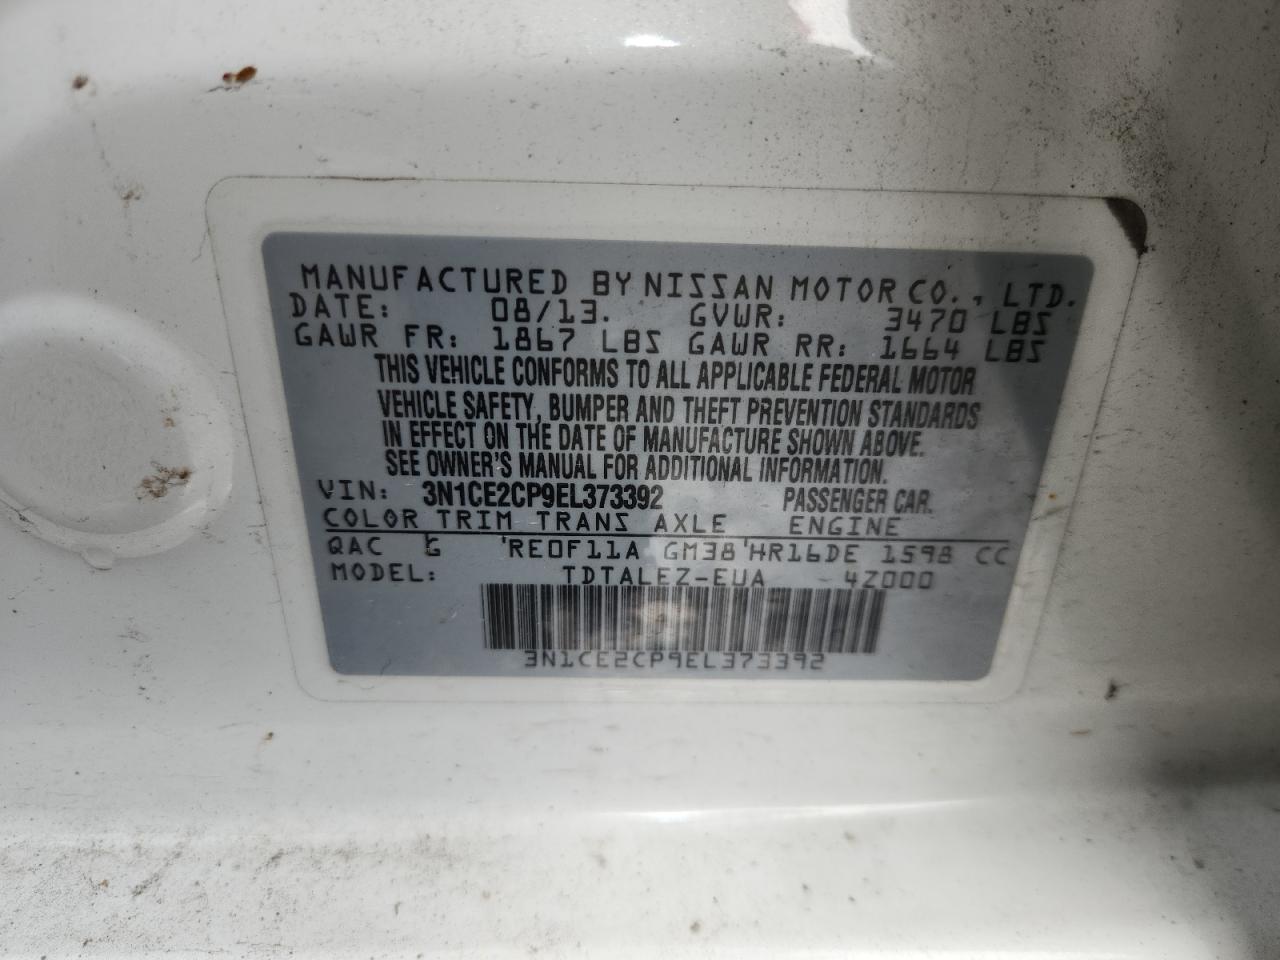 MANUFACTURED BY NISSAN MOTOR CO., LTD.
DATE: 08/13. GVWR: 3470 LBS
GAWR FR: 1867 LBS GAWR RR: 1664 LBS
THIS VEHICLE CONFORMS TO ALL APPLICABLE FEDERAL MOTOR
VEHICLE SAFETY, BUMPER AND THEFT PREVENTION STANDARDS
IN EFFECT ON THE DATE OF MANUFACTURE SHOWN ABOVE.
SEE OWNER'S MANUAL FOR ADDITIONAL INFORMATION.
VIN: 3N1CE2CP9EL373392 PASSENGER CAR.
COLOR TRIM TRANS AXLE ENGINE
QAC G RE0F11A GM38 HR16DE 1598 CC
MODEL: TDTALEZ-EUA - 4Z000
3N1CE2CP9EL373392